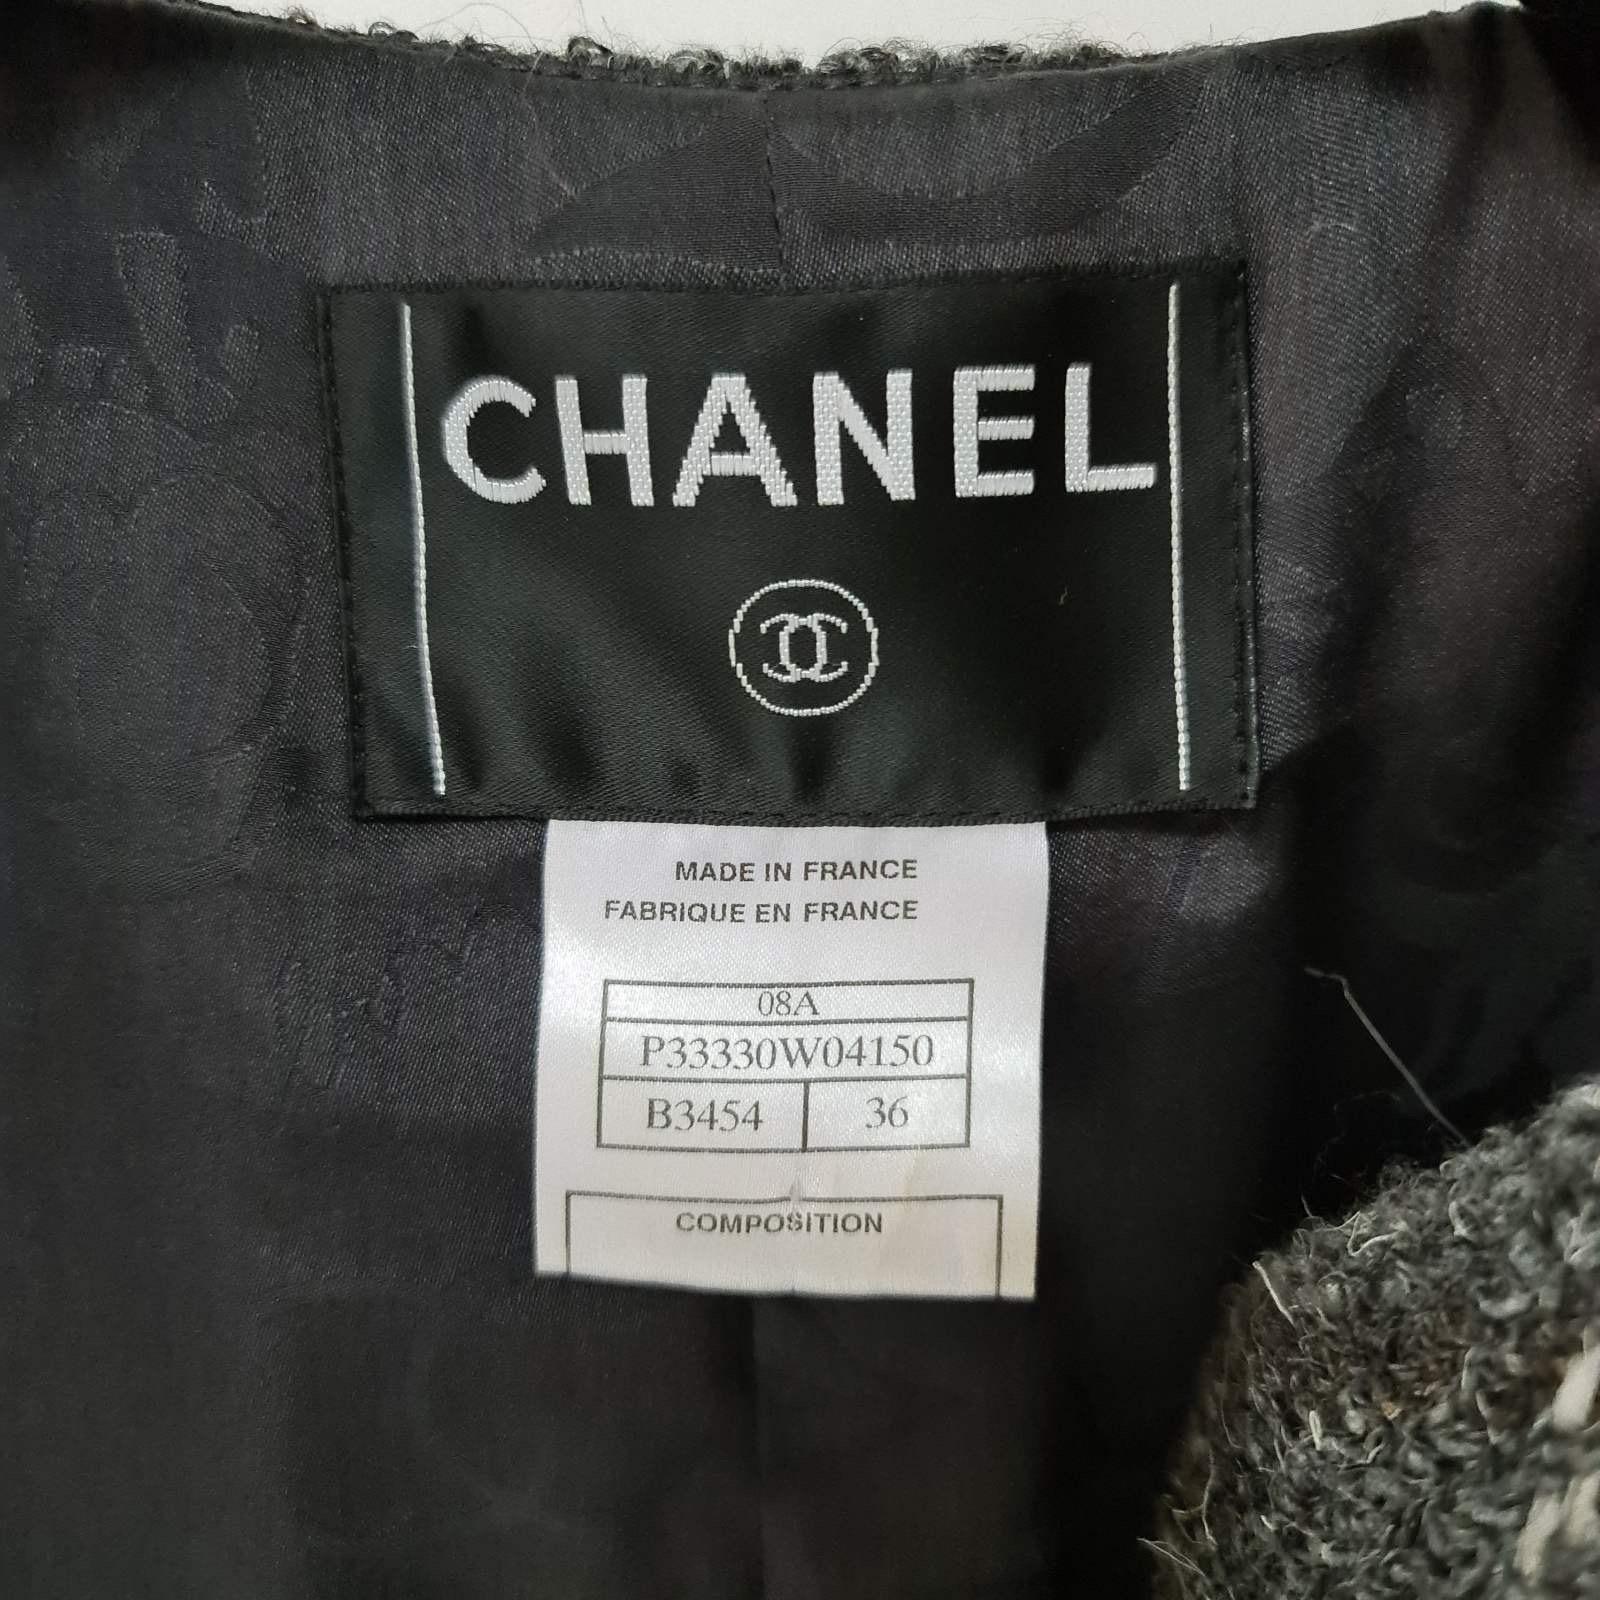 CHANEL
MADE IN FRANCE
FABRIQUE EN FRANCE
08A
P33330W04150
B3454 36
COMPOSITION